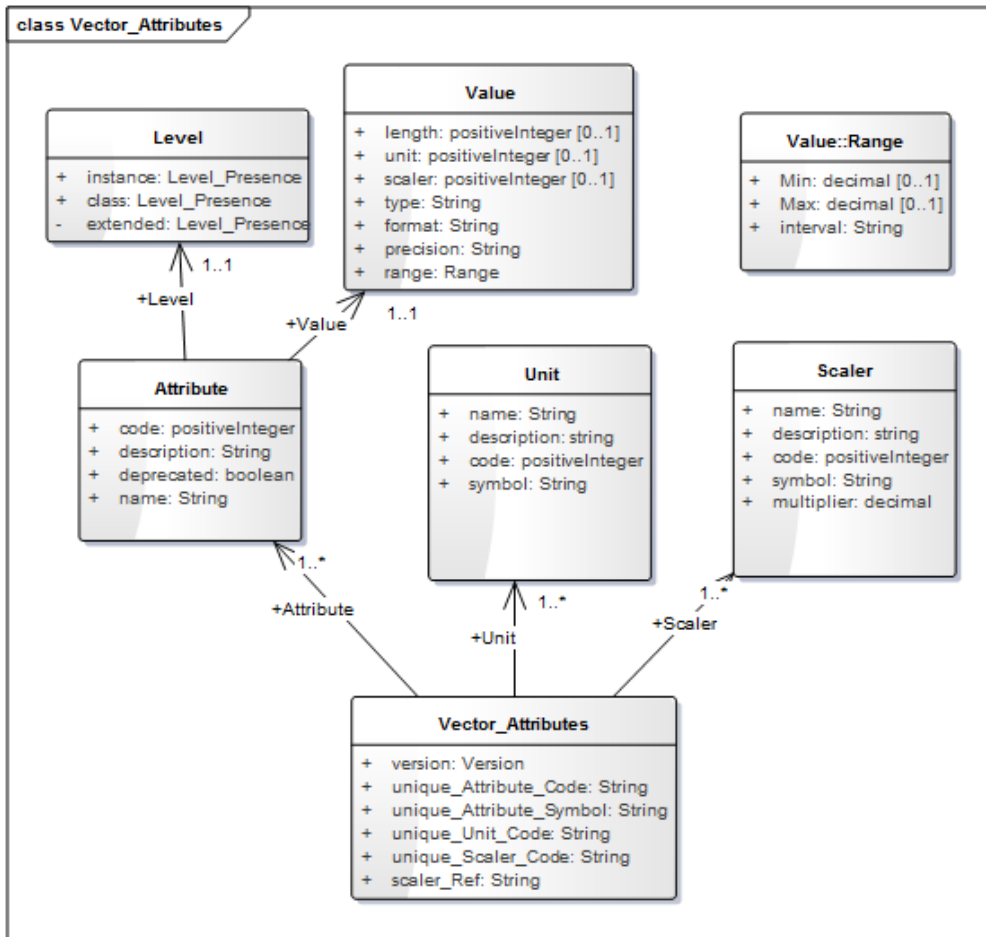 class Vector_Attributes
Level
+ instance: Level_Presence
+ class: Level_Presence
- extended: Level_Presence
Value
+ length: positiveInteger [0..1]
+ unit: positiveInteger [0..1]
+ scaler: positiveInteger [0..1]
+ type: String
+ format: String
+ precision: String
+ range: Range
Value::Range
+ Min: decimal [0..1]
+ Max: decimal [0..1]
+ interval: String
1..1
+Level
+Value
1..1
Attribute
+ code: positiveInteger
+ description: String
+ deprecated: boolean
+ name: String
Unit
+ name: String
+ description: string
+ code: positiveInteger
+ symbol: String
Scaler
+ name: String
+ description: string
+ code: positiveInteger
+ symbol: String
+ multiplier: decimal
1..*
+Attribute
1..*
+Unit
1..*
+Scaler
Vector_Attributes
+ version: Version
+ unique_Attribute_Code: String
+ unique_Attribute_Symbol: String
+ unique_Unit_Code: String
+ unique_Scaler_Code: String
+ scaler_Ref: String